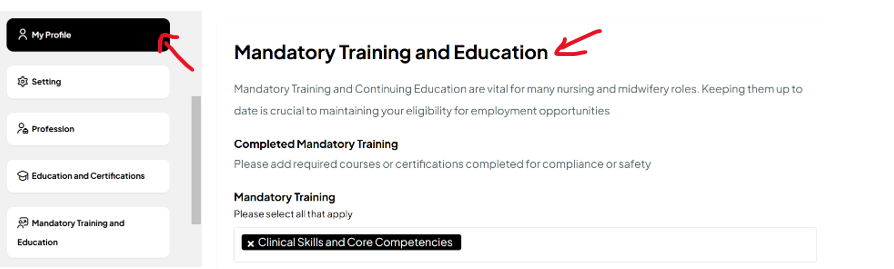 My Profile
Setting
Profession
Education and Certifications
Mandatory Training and
Education
Mandatory Training and Education
Mandatory Training and Continuing Education are vital for many nursing and midwifery roles. Keeping them up to
date is crucial to maintaining your eligibility for employment opportunities
Completed Mandatory Training
Please add required courses or certifications completed for compliance or safety
Mandatory Training
Please select all that apply
× Clinical Skills and Core Competencies